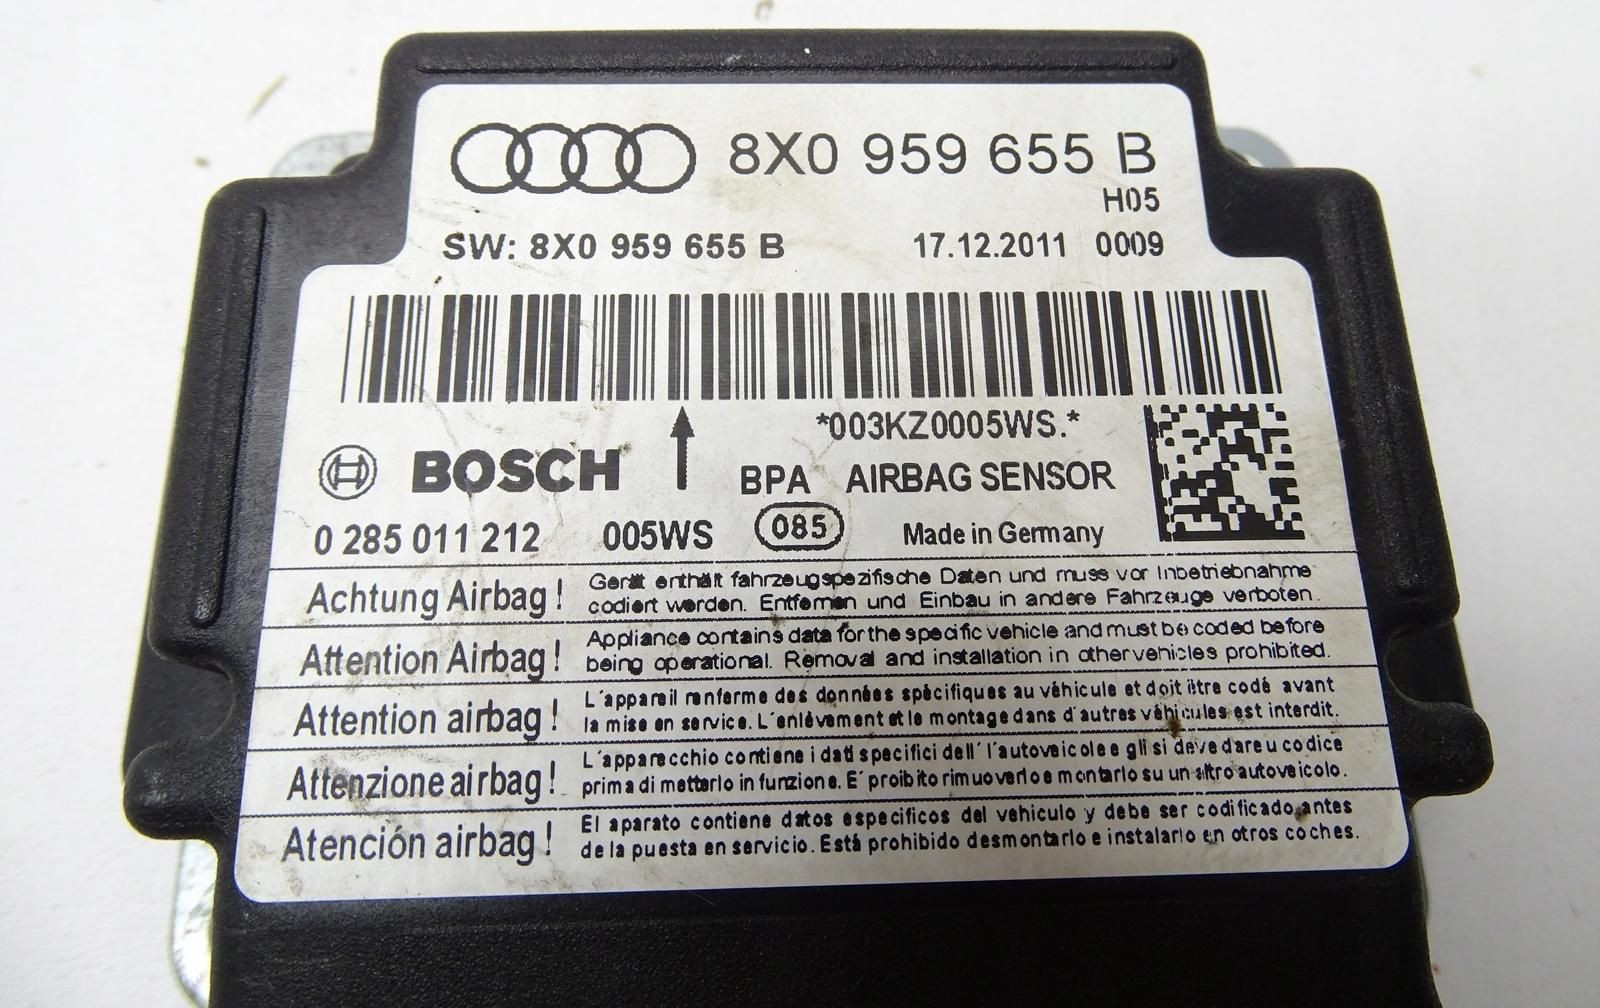 8X0 959 655 B
H05
SW: 8X0 959 655 B 17.12.2011 0009
*003KZ0005WS.*
BOSCH BPA AIRBAG SENSOR
0 285 011 212 005WS 085 Made in Germany
Achtung Airbag! Gerät enthält fahrzeugspezifische Daten und muss vor Inbetriebnahme
codiert werden. Entfernen und Einbau in andere Fahrzeuge verboten.
Attention Airbag! Appliance contains data for the specific vehicle and must be coded before
being operational. Removal and installation in other vehicles prohibited.
Attention airbag! L'appareil renferme des données spécifiques au véhicule et doit être codé avant
la mise en service. L'enlèvement et le montage dans d'autres véhicules est interdit.
Attenzione airbag! L'apparecchio contiene i dati specifici dell' l'autoveicolo e gli si deve dare u codice
prima di metterlo in funzione. E' proibito rimuoverlo e montarlo su un altro autoveicolo.
Atención airbag! El aparato contiene datos especificos del vehiculo y debe ser codificado antes
de la puesta en servicio. Está prohibido desmontarlo e instalarlo en otros coches.